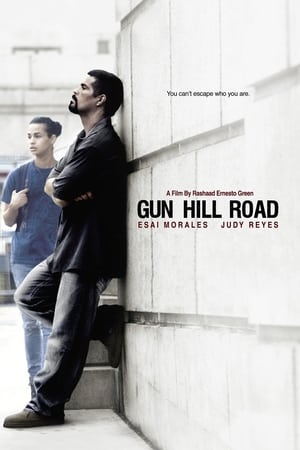 You can't escape who you are.
A Film By Rashaad Ernesto Green
GUN HILL ROAD
ESAI MORALES JUDY REYES